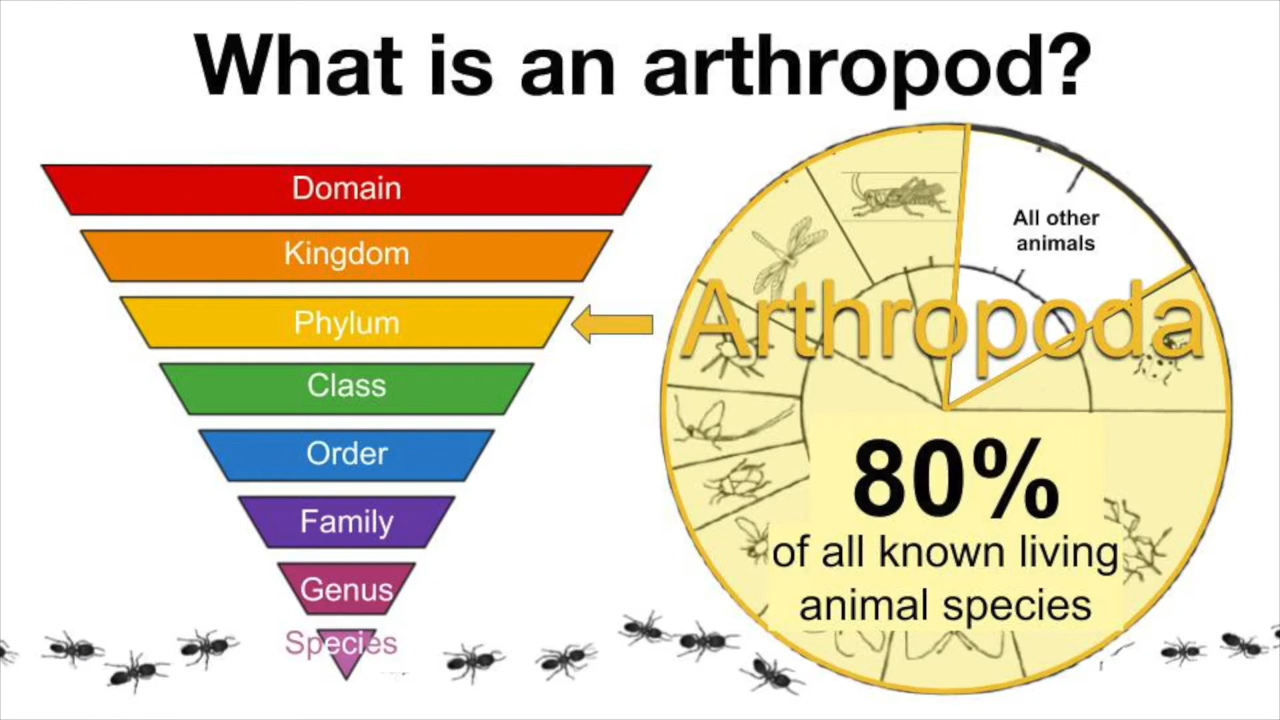 What is an arthropod?
Domain
Kingdom
Phylum
Class
Order
Family
Genus
Species
All other
animals
Arthropoda
80%
of all known living
animal species